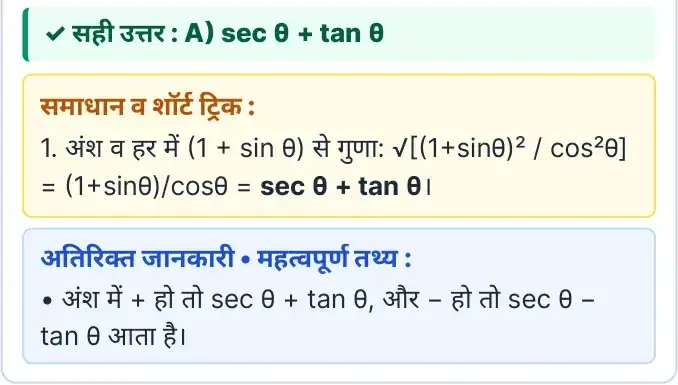 ✓ सही उत्तर : A) sec θ + tan θ
समाधान व शॉर्ट ट्रिक :
1. अंश व हर में (1 + sin θ) से गुणा: √[(1+sinθ)² / cos²θ]
= (1+sinθ)/cosθ = sec θ + tan θ।
अतिरिक्त जानकारी • महत्वपूर्ण तथ्य :
• अंश में + हो तो sec θ + tan θ, और − हो तो sec θ −
tan θ आता है।